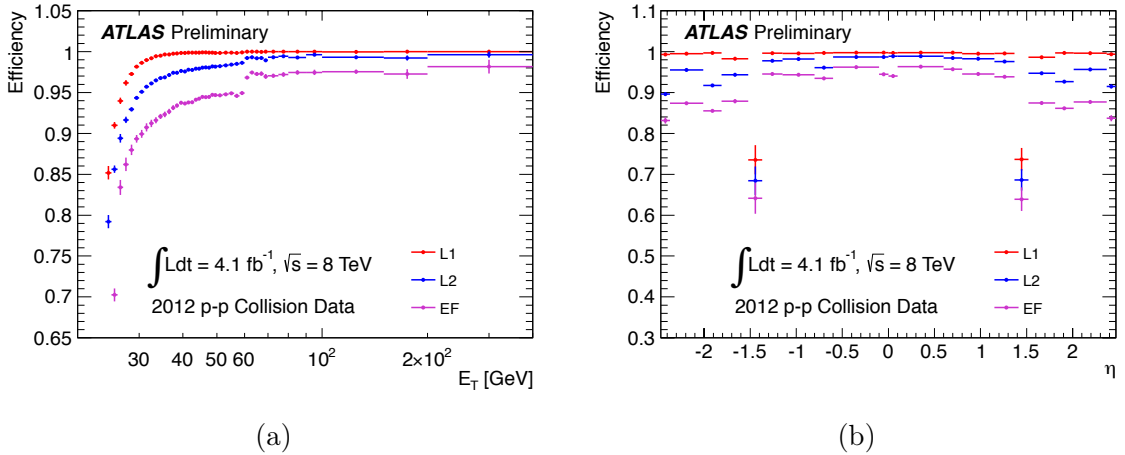 ATLAS Preliminary
Efficiency
1
0.95
0.9
0.85
0.8
0.75
0.7
0.65
∫Ldt = 4.1 fb⁻¹, √s = 8 TeV
2012 p-p Collision Data
L1
L2
EF
30 40 50 60 10² 2×10²
E_T [GeV]
(a)
ATLAS Preliminary
Efficiency
1.1
1
0.9
0.8
0.7
0.6
0.5
0.4
0.3
∫Ldt = 4.1 fb⁻¹, √s = 8 TeV
2012 p-p Collision Data
L1
L2
EF
-2 -1.5 -1 -0.5 0 0.5 1 1.5 2
η
(b)